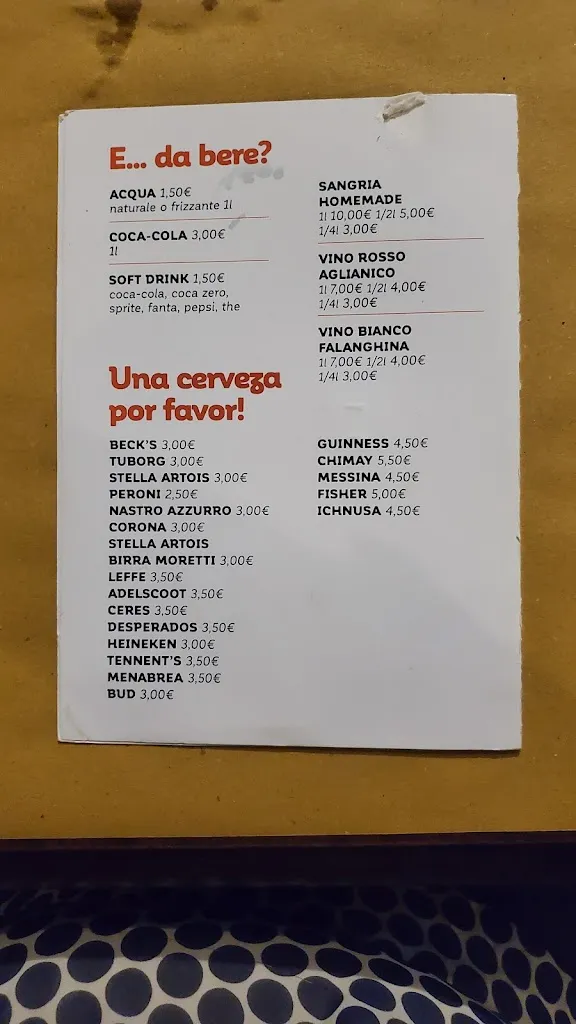 E... da bere?
ACQUA 1,50€
naturale o frizzante 1l
COCA-COLA 3,00€
1l
SOFT DRINK 1,50€
coca-cola, coca zero,
sprite, fanta, pepsi, the
SANGRIA
HOMEMADE
1l 10,00€ 1/2l 5,00€
1/4l 3,00€
VINO ROSSO
AGLIANICO
1l 7,00€ 1/2l 4,00€
1/4l 3,00€
VINO BIANCO
FALANGHINA
1l 7,00€ 1/2l 4,00€
1/4l 3,00€
Una cerveza
por favor!
BECK'S 3,00€
TUBORG 3,00€
STELLA ARTOIS 3,00€
PERONI 2,50€
NASTRO AZZURRO 3,00€
CORONA 3,00€
STELLA ARTOIS
BIRRA MORETTI 3,00€
LEFFE 3,50€
ADELSCOOT 3,50€
CERES 3,50€
DESPERADOS 3,50€
HEINEKEN 3,00€
TENNENT'S 3,50€
MENABREA 3,50€
BUD 3,00€
GUINNESS 4,50€
CHIMAY 5,50€
MESSINA 4,50€
FISHER 5,00€
ICHNUSA 4,50€